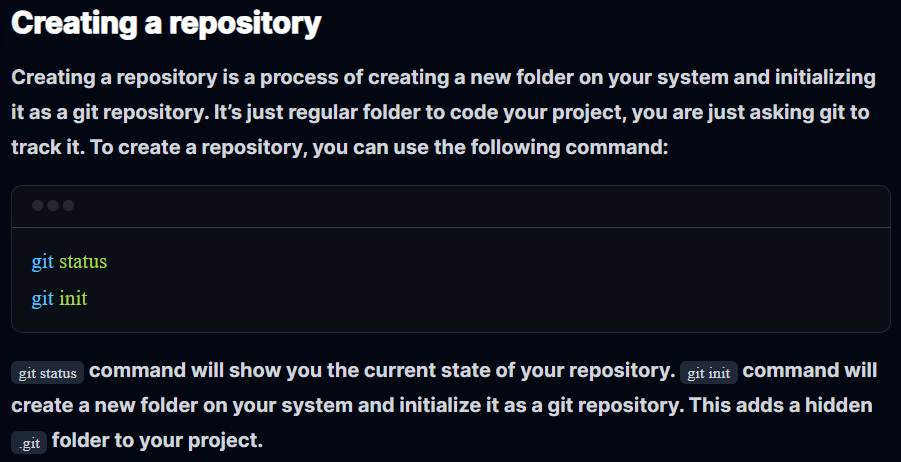 Creating a repository
Creating a repository is a process of creating a new folder on your system and initializing
it as a git repository. It’s just regular folder to code your project, you are just asking git to
track it. To create a repository, you can use the following command:
git status
git init
git status command will show you the current state of your repository. git init command will
create a new folder on your system and initialize it as a git repository. This adds a hidden
.git folder to your project.